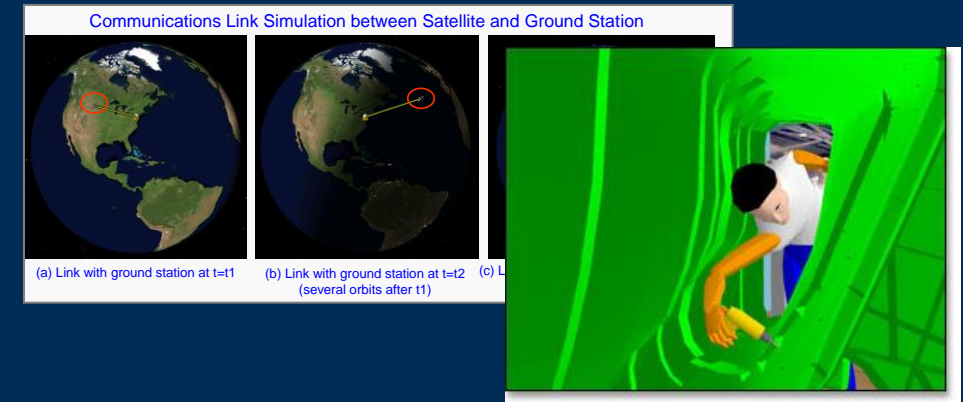 Communications Link Simulation between Satellite and Ground Station
(a) Link with ground station at t=t1
(b) Link with ground station at t=t2
(several orbits after t1)
(c) L